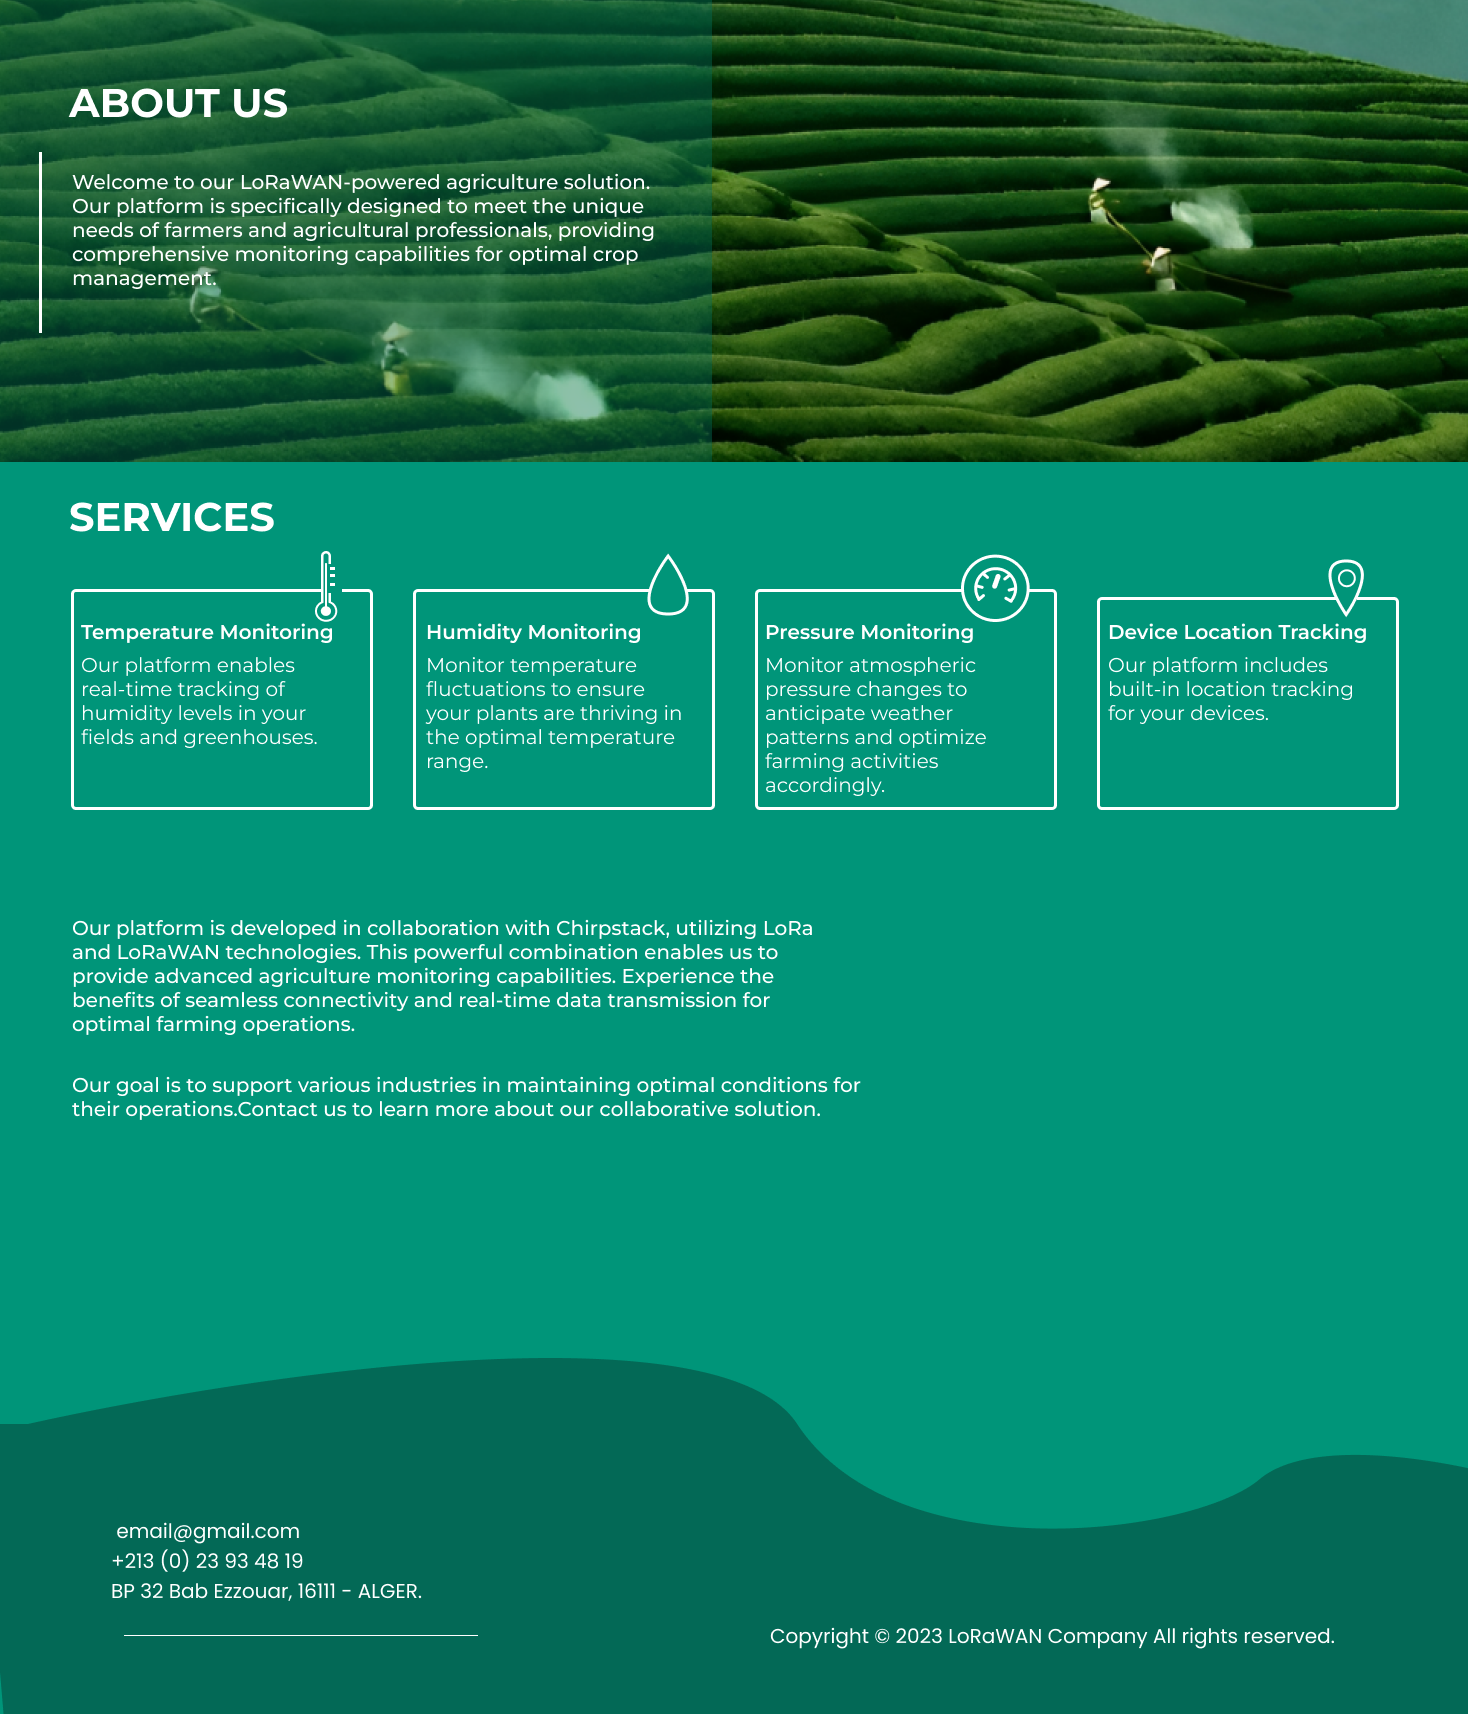 ABOUT US
Welcome to our LoRaWAN-powered agriculture solution.
Our platform is specifically designed to meet the unique
needs of farmers and agricultural professionals, providing
comprehensive monitoring capabilities for optimal crop
management.
SERVICES
Temperature Monitoring
Our platform enables
real-time tracking of
humidity levels in your
fields and greenhouses.
Humidity Monitoring
Monitor temperature
fluctuations to ensure
your plants are thriving in
the optimal temperature
range.
Pressure Monitoring
Monitor atmospheric
pressure changes to
anticipate weather
patterns and optimize
farming activities
accordingly.
Device Location Tracking
Our platform includes
built-in location tracking
for your devices.
Our platform is developed in collaboration with Chirpstack, utilizing LoRa
and LoRaWAN technologies. This powerful combination enables us to
provide advanced agriculture monitoring capabilities. Experience the
benefits of seamless connectivity and real-time data transmission for
optimal farming operations.
Our goal is to support various industries in maintaining optimal conditions for
their operations.Contact us to learn more about our collaborative solution.
email@gmail.com
+213 (0) 23 93 48 19
BP 32 Bab Ezzouar, 16111 - ALGER.
Copyright © 2023 LoRaWAN Company All rights reserved.